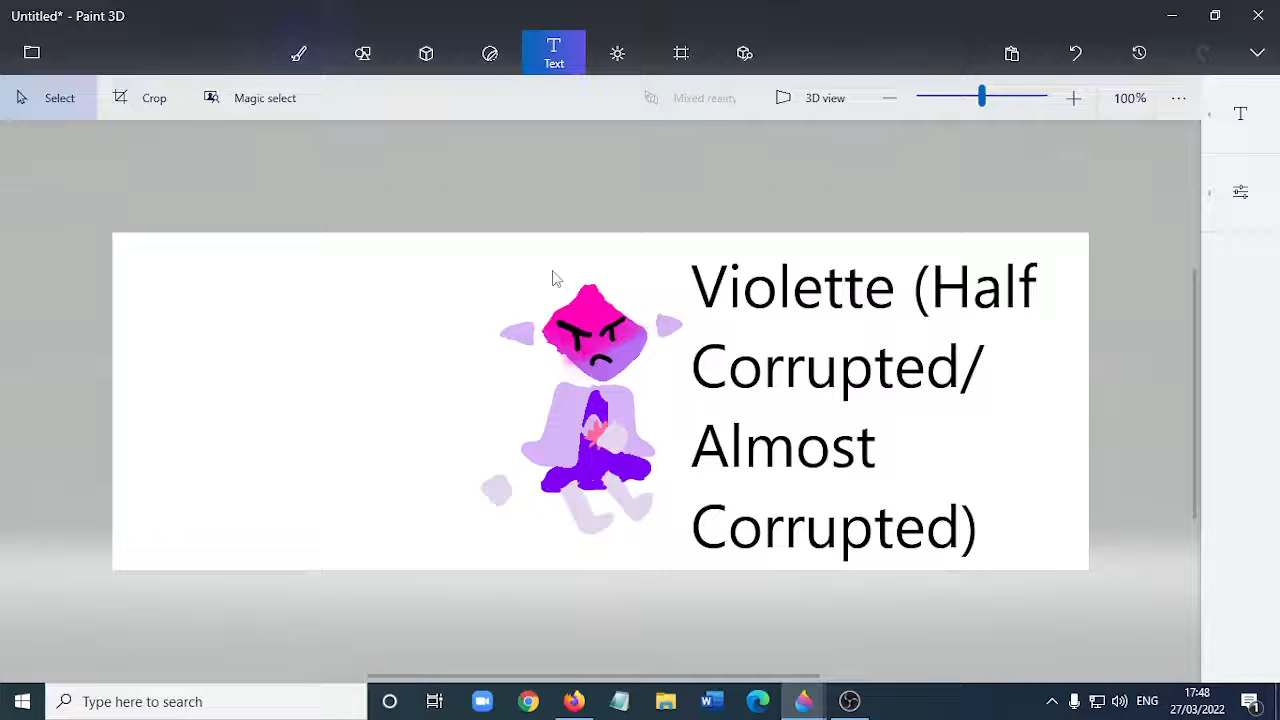 Untitled* - Paint 3D
Text
Select
Crop
Magic select
Mixed reality
3D view
100%
Violette (Half
Corrupted/
Almost
Corrupted)
Type here to search
ENG
17:48
27/03/2022